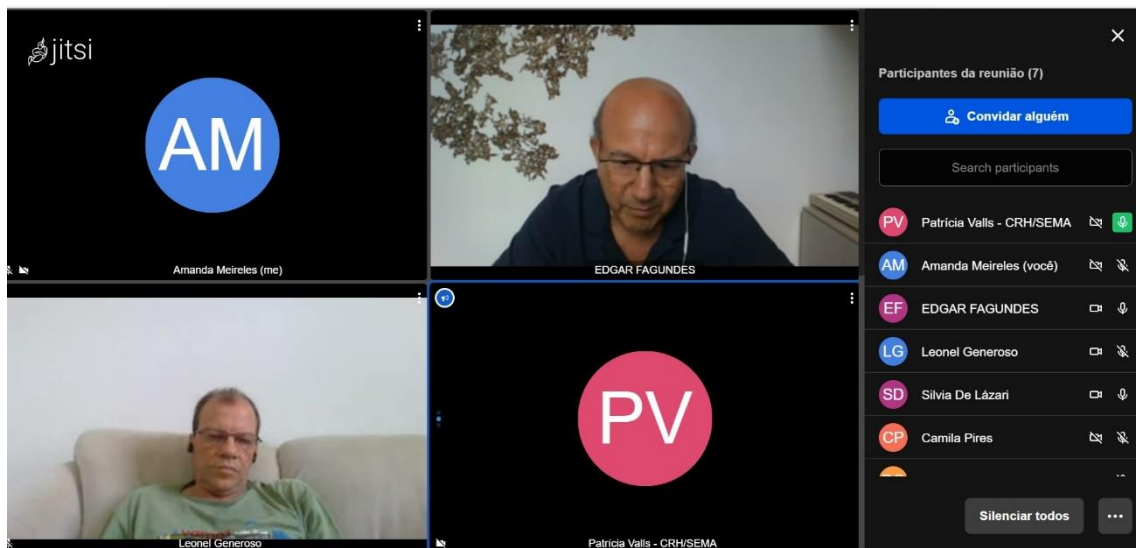 jitsi
AM
Amanda Meireles (me)
EDGAR FAGUNDES
Leonel Generoso
PV
Patrícia Valls - CRH/SEMA
Participantes da reunião (7)
Convidar alguém
Search participants
PV Patrícia Valls - CRH/SEMA
AM Amanda Meireles (você)
EF EDGAR FAGUNDES
LG Leonel Generoso
SD Silvia De Lázari
CP Camila Pires
Silenciar todos